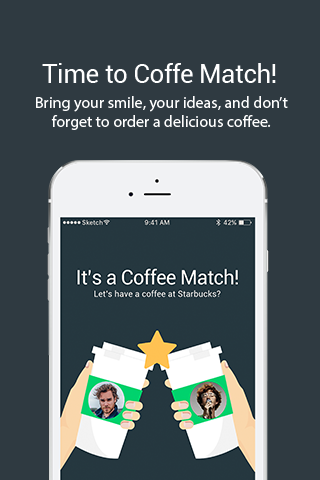 Time to Coffe Match!
Bring your smile, your ideas, and don't
forget to order a delicious coffee.
Sketch 9:41 AM 42%
It's a Coffee Match!
Let's have a coffee at Starbucks?